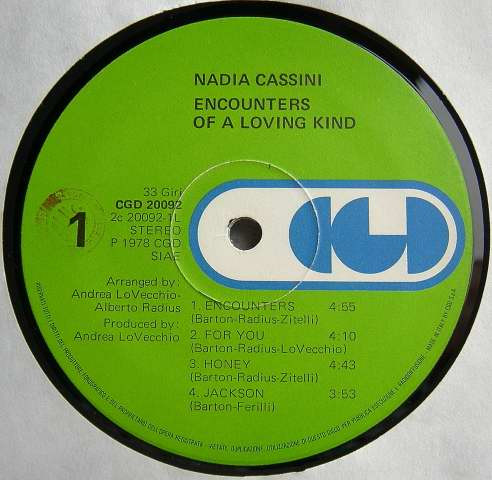 NADIA CASSINI
ENCOUNTERS
OF A LOVING KIND
33 Giri
CGD 20092
2c 20092-1L
STEREO
P 1978 CGD
SIAE
1
CGD
Arranged by:
Andrea LoVecchio-
Alberto Radius
Produced by:
Andrea LoVecchio
1. ENCOUNTERS 4:55
(Barton-Radius-Zitelli)
2. FOR YOU 4:10
(Barton-Radius-LoVecchio)
3. HONEY 4:43
(Barton-Radius-Zitelli)
4. JACKSON 3:53
(Barton-Ferilli)